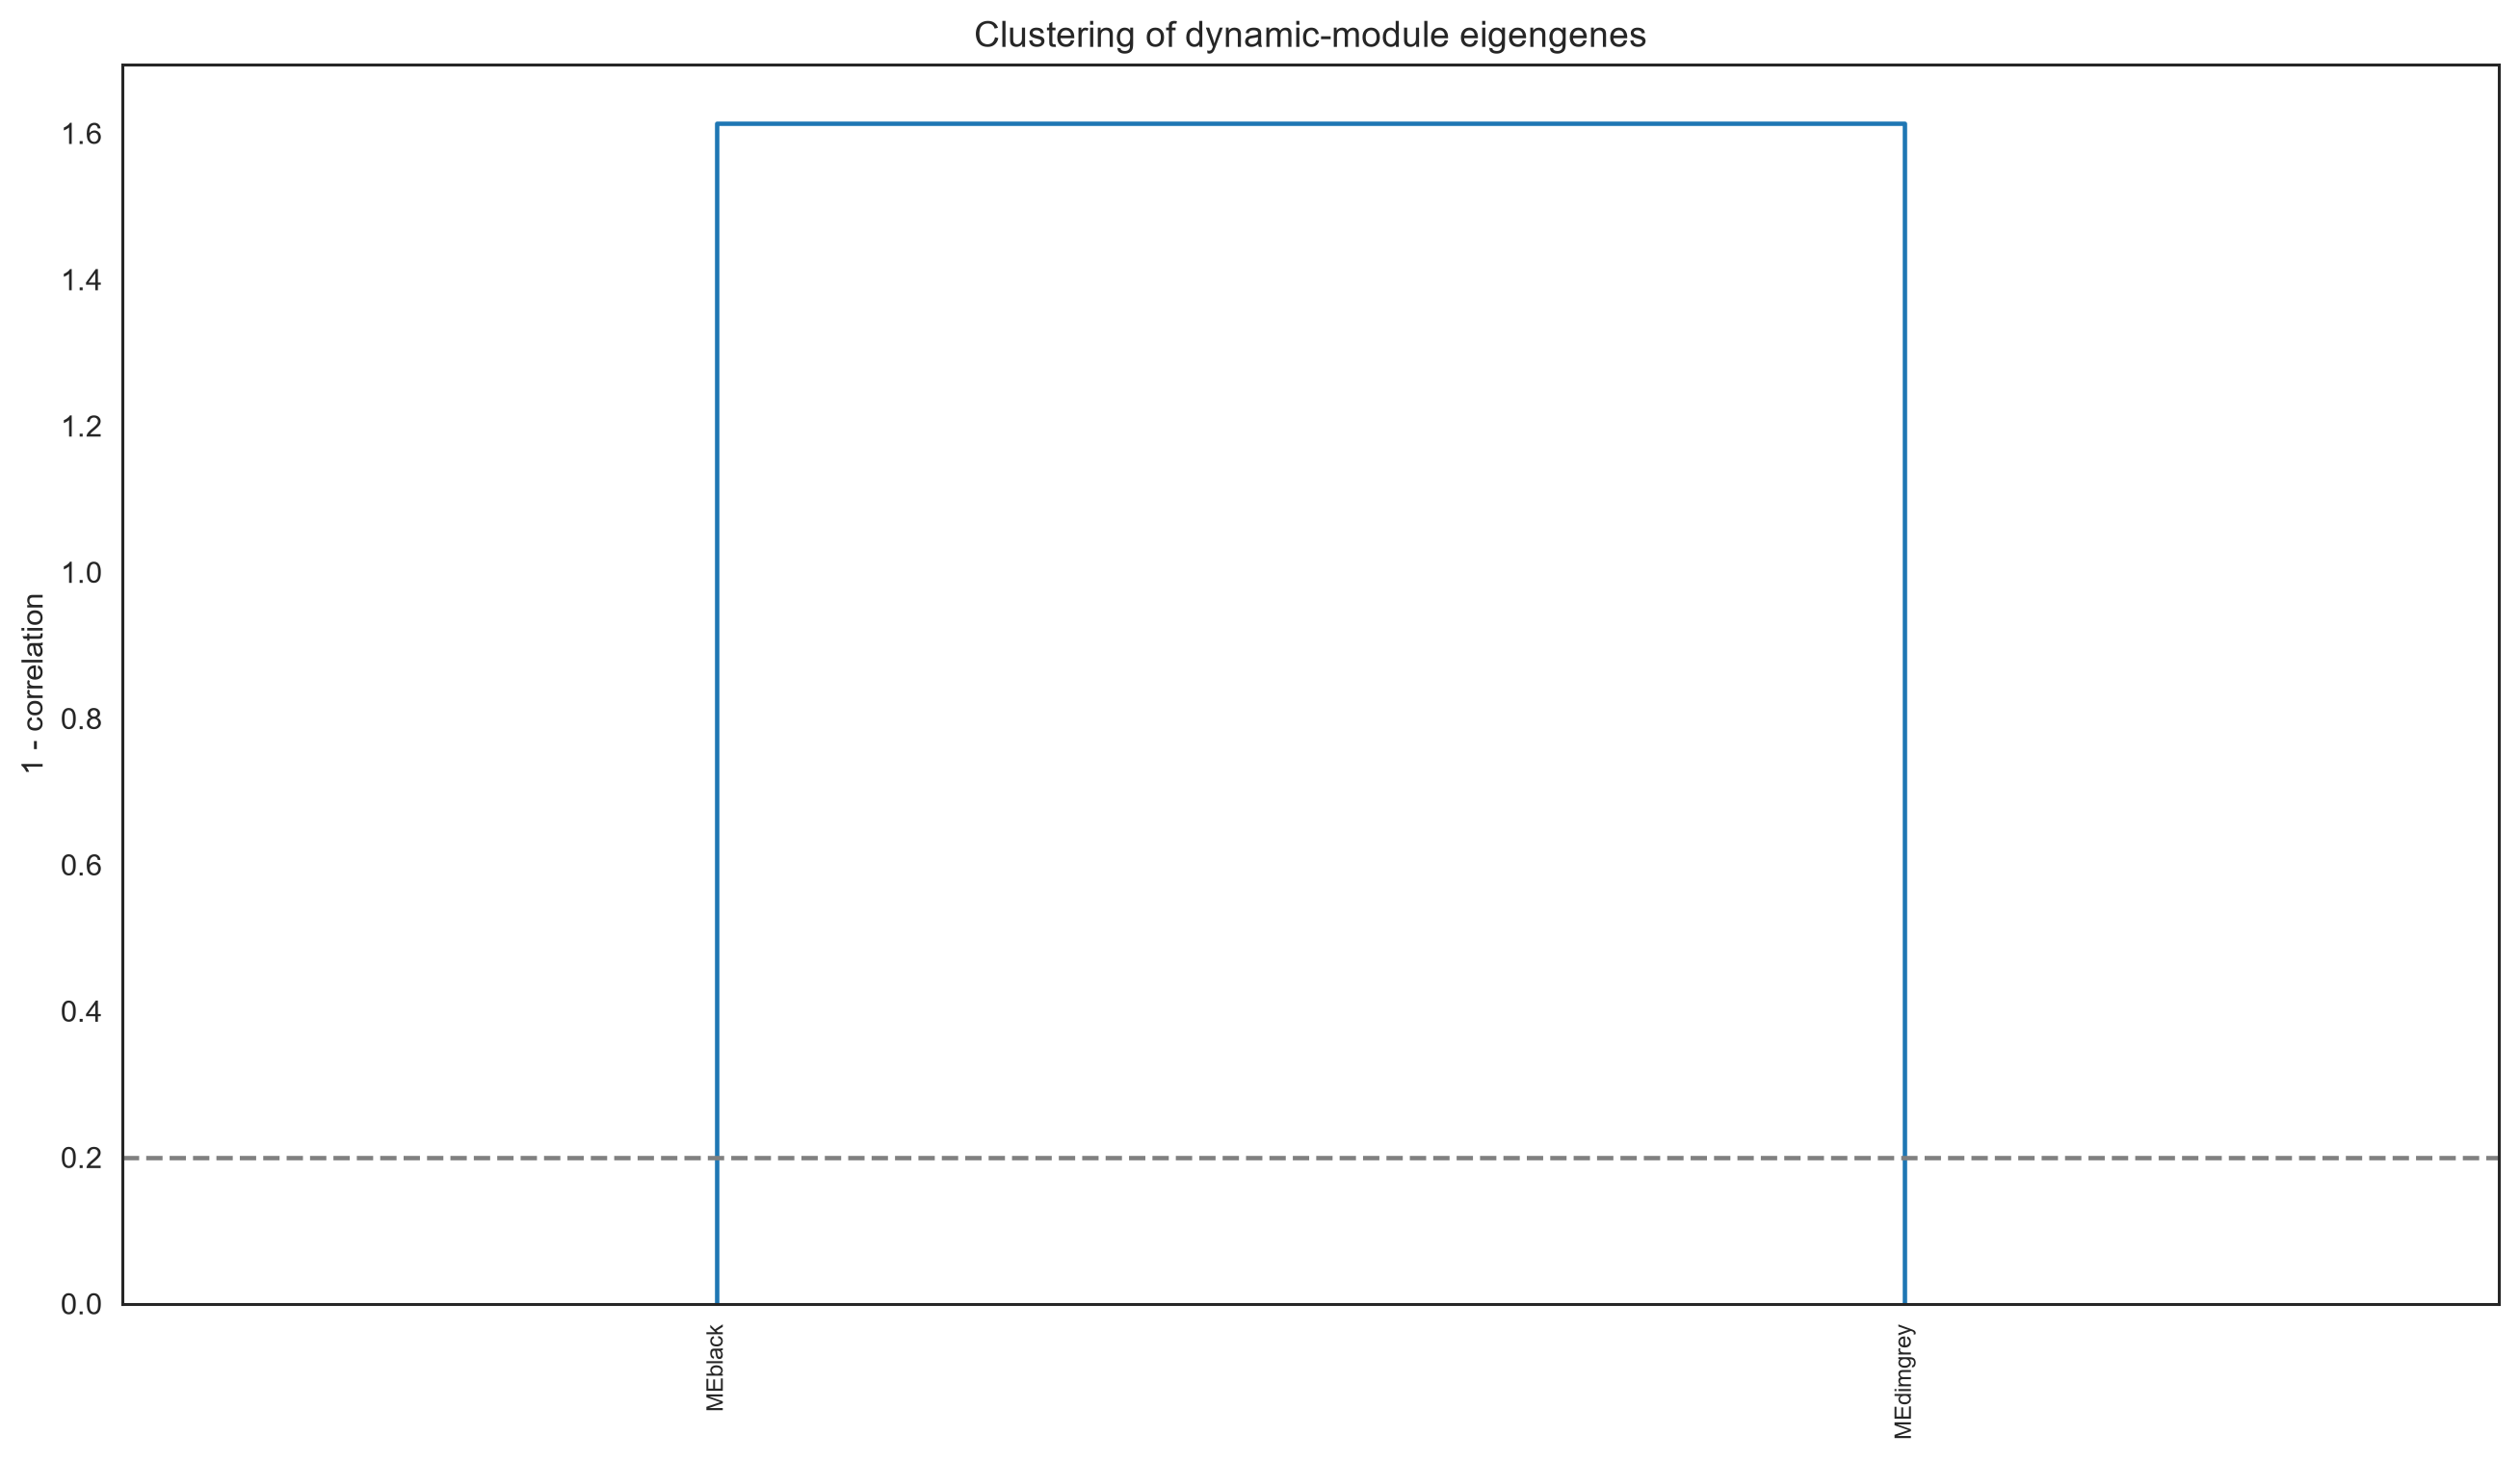 Clustering of dynamic-module eigengenes
1 - correlation
1.6
1.4
1.2
1.0
0.8
0.6
0.4
0.2
0.0
MEblack
MEdimgrey